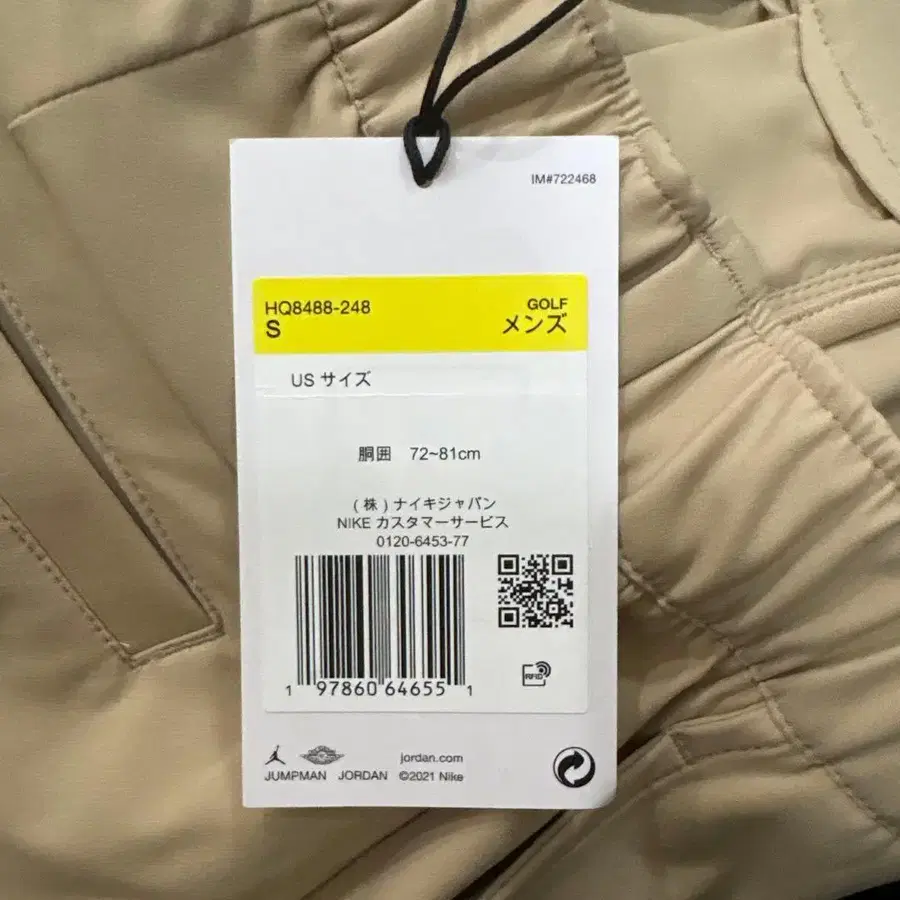 IM#722468
HQ8488-248
GOLF
S
メンズ
US サイズ
胴囲 72~81cm
(株)ナイキジャパン
NIKE カスタマーサービス
0120-6453-77
RFID
1 97860 64655 1
jordan.com
JUMPMAN JORDAN ©2021 Nike